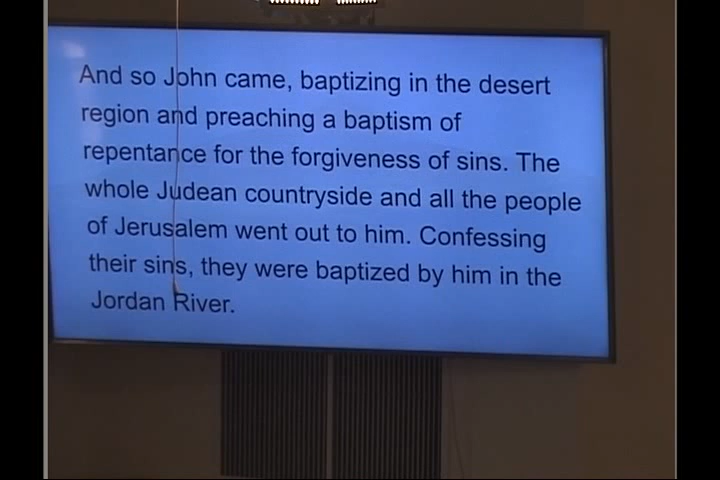 And so John came, baptizing in the desert
region and preaching a baptism of
repentance for the forgiveness of sins. The
whole Judean countryside and all the people
of Jerusalem went out to him. Confessing
their sins, they were baptized by him in the
Jordan River.